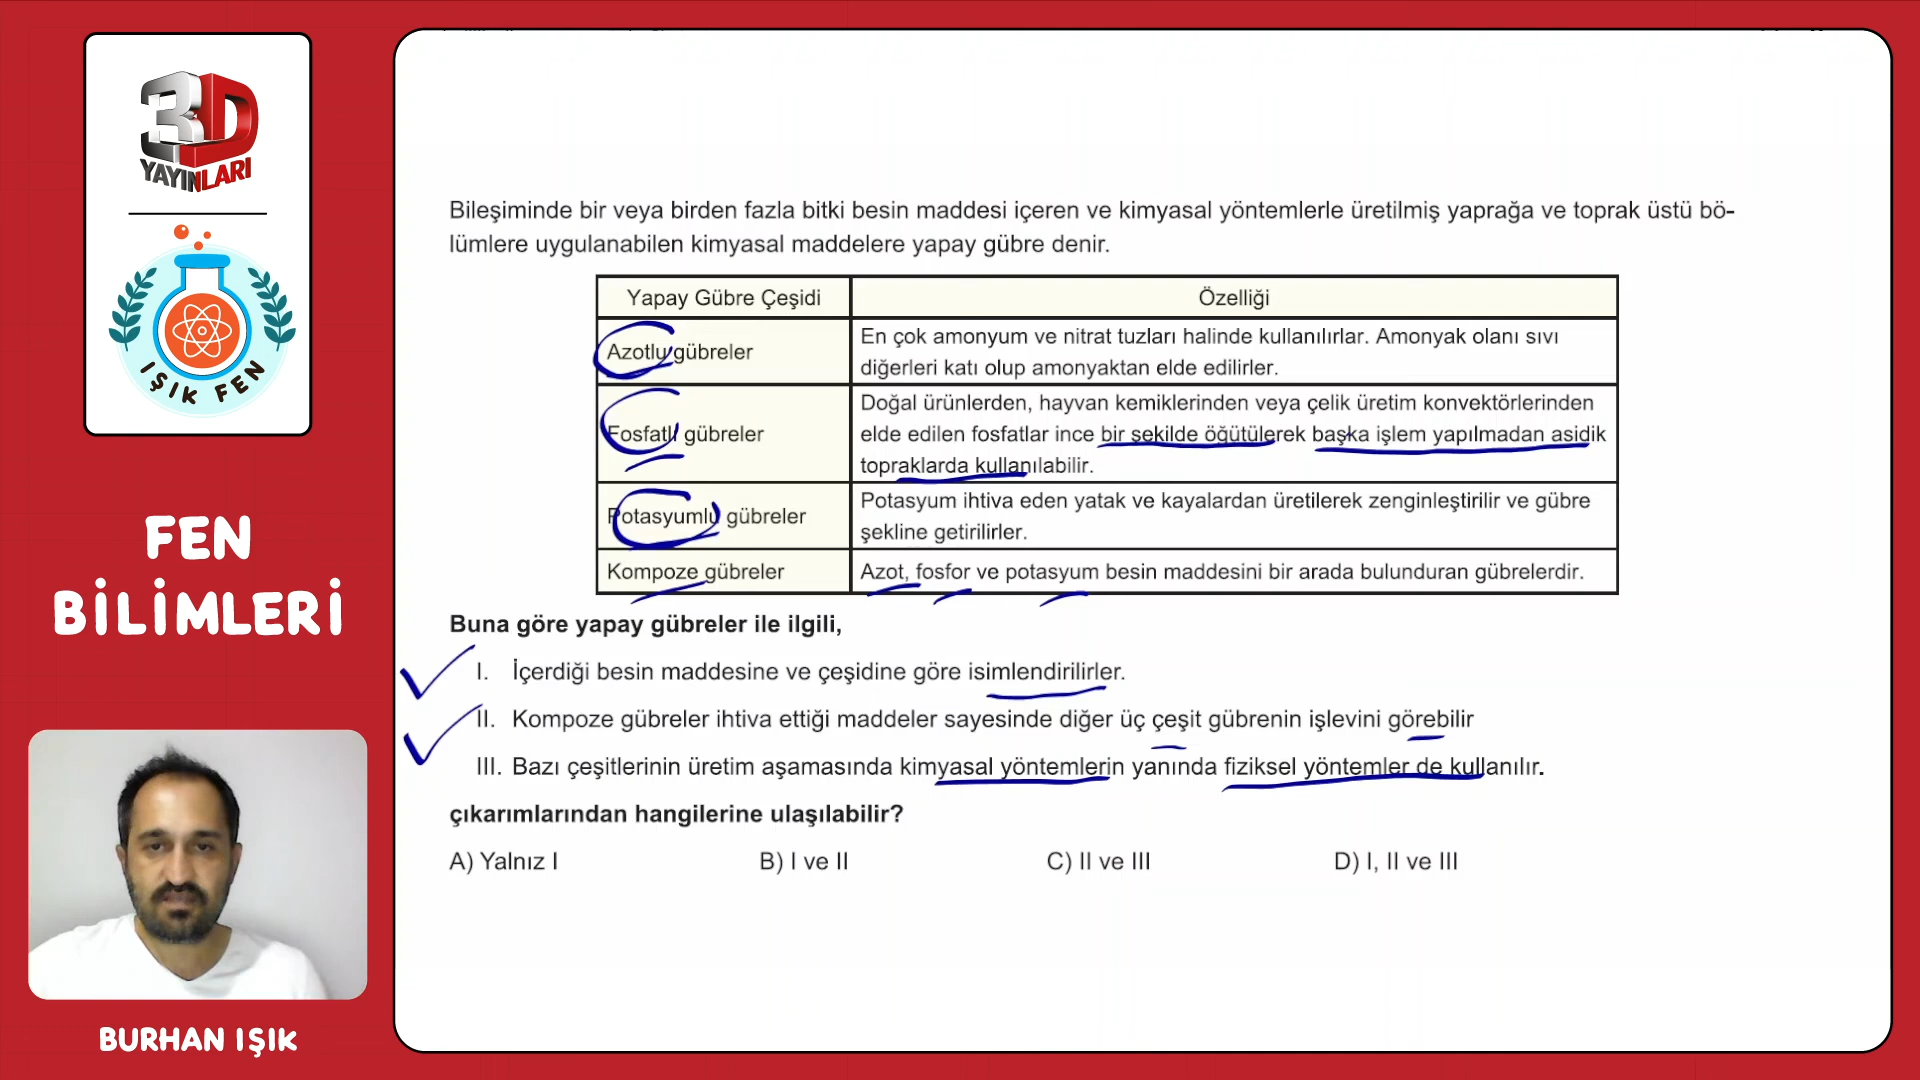 3D
YAYINLARI
IŞIK FEN
FEN
BİLİMLERİ
BURHAN IŞIK
Bileşiminde bir veya birden fazla bitki besin maddesi içeren ve kimyasal yöntemlerle üretilmiş yaprağa ve toprak üstü bö-
lümlere uygulanabilen kimyasal maddelere yapay gübre denir.
Yapay Gübre Çeşidi
Özelliği
Azotlu gübreler
En çok amonyum ve nitrat tuzları halinde kullanılırlar. Amonyak olanı sıvı
diğerleri katı olup amonyaktan elde edilirler.
Fosfatlı gübreler
Doğal ürünlerden, hayvan kemiklerinden veya çelik üretim konvektörlerinden
elde edilen fosfatlar ince bir şekilde öğütülerek başka işlem yapılmadan asidik
topraklarda kullanılabilir.
Potasyumlu gübreler
Potasyum ihtiva eden yatak ve kayalardan üretilerek zenginleştirilir ve gübre
şekline getirilirler.
Kompoze gübreler
Azot, fosfor ve potasyum besin maddesini bir arada bulunduran gübrelerdir.
Buna göre yapay gübreler ile ilgili,
I. İçerdiği besin maddesine ve çeşidine göre isimlendirilirler.
II. Kompoze gübreler ihtiva ettiği maddeler sayesinde diğer üç çeşit gübrenin işlevini görebilir
III. Bazı çeşitlerinin üretim aşamasında kimyasal yöntemlerin yanında fiziksel yöntemler de kullanılır.
çıkarımlarından hangilerine ulaşılabilir?
A) Yalnız I
B) I ve II
C) II ve III
D) I, II ve III